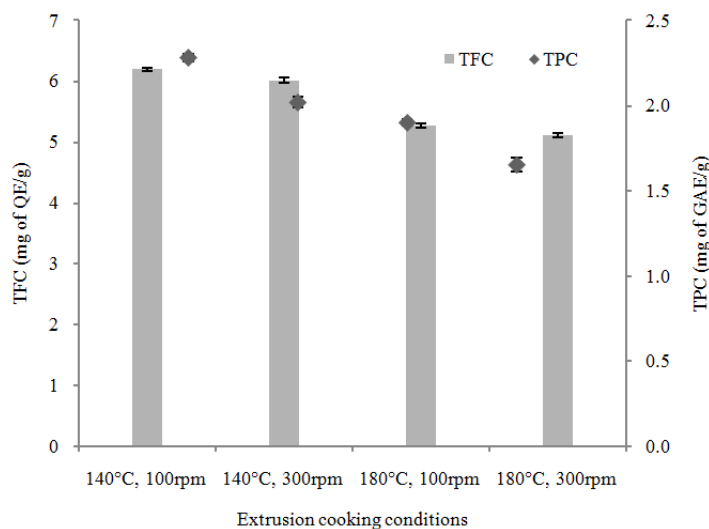 7
6
5
4
3
2
1
0
TFC (mg of QE/g)
TFC
TPC
2.5
2.0
1.5
1.0
0.5
0.0
TPC (mg of GAE/g)
140°C, 100rpm
140°C, 300rpm
180°C, 100rpm
180°C, 300rpm
Extrusion cooking conditions